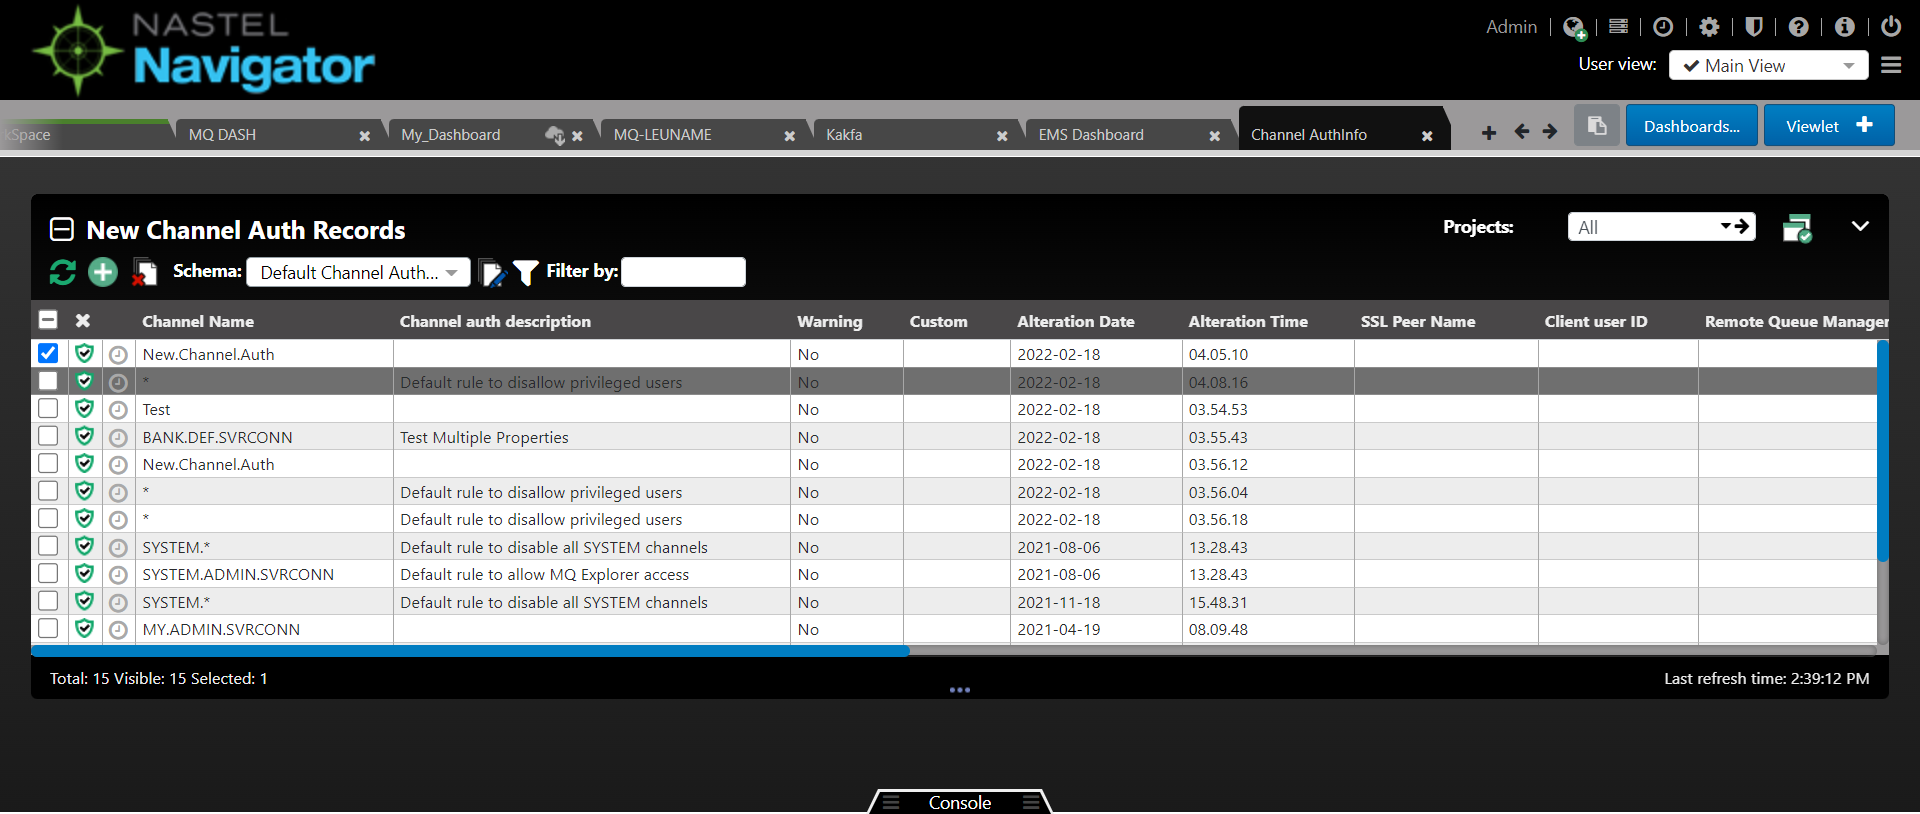 NASTEL
Navigator
Admin
User view: Main View
kSpace MQ DASH My_Dashboard MQ-LEUNAME Kakfa EMS Dashboard Channel AuthInfo Dashboards... Viewlet
New Channel Auth Records Projects: All
Schema: Default Channel Auth... Filter by:
Channel Name Channel auth description Warning Custom Alteration Date Alteration Time SSL Peer Name Client user ID Remote Queue Manager
New.Channel.Auth No 2022-02-18 04.05.10
* Default rule to disallow privileged users No 2022-02-18 04.08.16
Test No 2022-02-18 03.54.53
BANK.DEF.SVRCONN Test Multiple Properties No 2022-02-18 03.55.43
New.Channel.Auth No 2022-02-18 03.56.12
* Default rule to disallow privileged users No 2022-02-18 03.56.04
* Default rule to disallow privileged users No 2022-02-18 03.56.18
SYSTEM.* Default rule to disable all SYSTEM channels No 2021-08-06 13.28.43
SYSTEM.ADMIN.SVRCONN Default rule to allow MQ Explorer access No 2021-08-06 13.28.43
SYSTEM.* Default rule to disable all SYSTEM channels No 2021-11-18 15.48.31
MY.ADMIN.SVRCONN No 2021-04-19 08.09.48
Total: 15 Visible: 15 Selected: 1 Last refresh time: 2:39:12 PM
Console